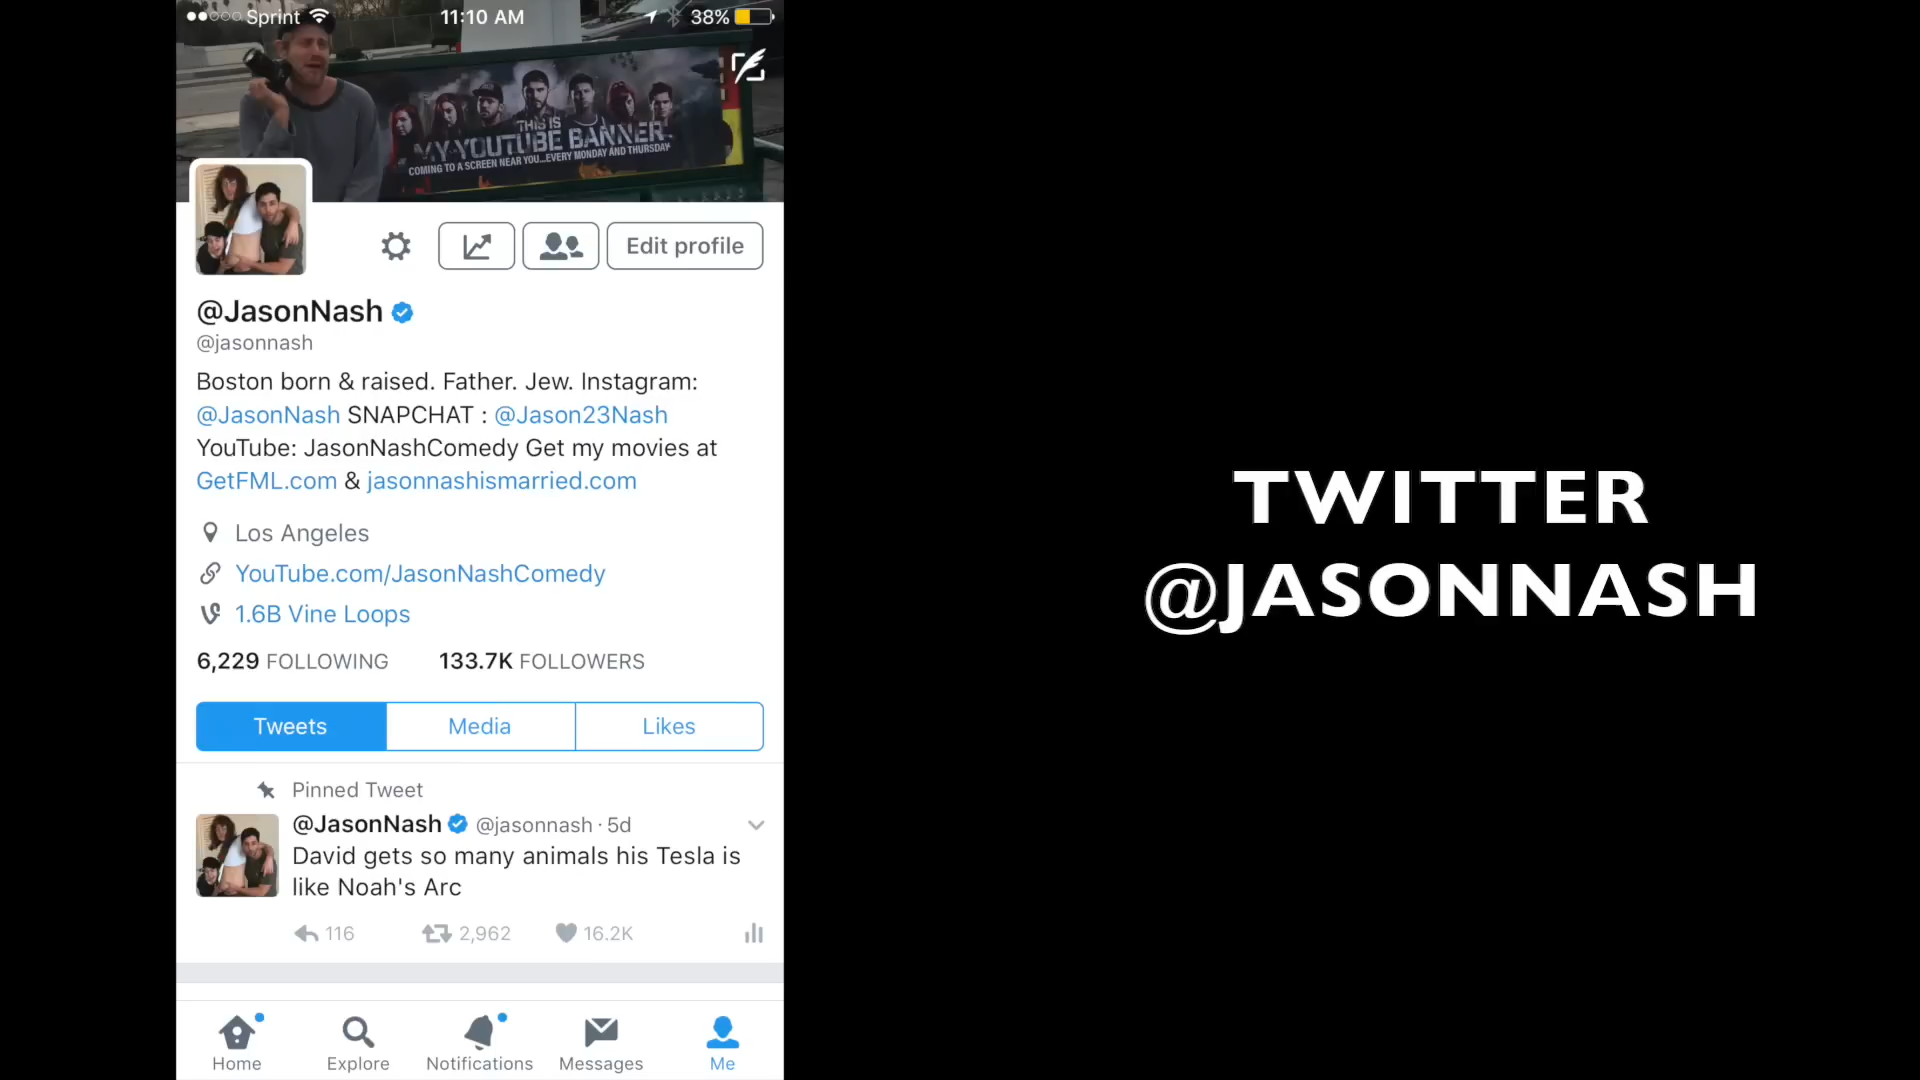 Sprint 11:10 AM 38%
THIS IS
MY YOUTUBE BANNER
COMING TO A SCREEN NEAR YOU...EVERY MONDAY AND THURSDAY
Edit profile
@JasonNash
@jasonnash
Boston born & raised. Father. Jew. Instagram:
@JasonNash SNAPCHAT : @Jason23Nash
YouTube: JasonNashComedy Get my movies at
GetFML.com & jasonnashismarried.com
Los Angeles
YouTube.com/JasonNashComedy
1.6B Vine Loops
6,229 FOLLOWING 133.7K FOLLOWERS
Tweets Media Likes
Pinned Tweet
@JasonNash @jasonnash · 5d
David gets so many animals his Tesla is
like Noah's Arc
116 2,962 16.2K
Home Explore Notifications Messages Me
TWITTER
@JASONNASH